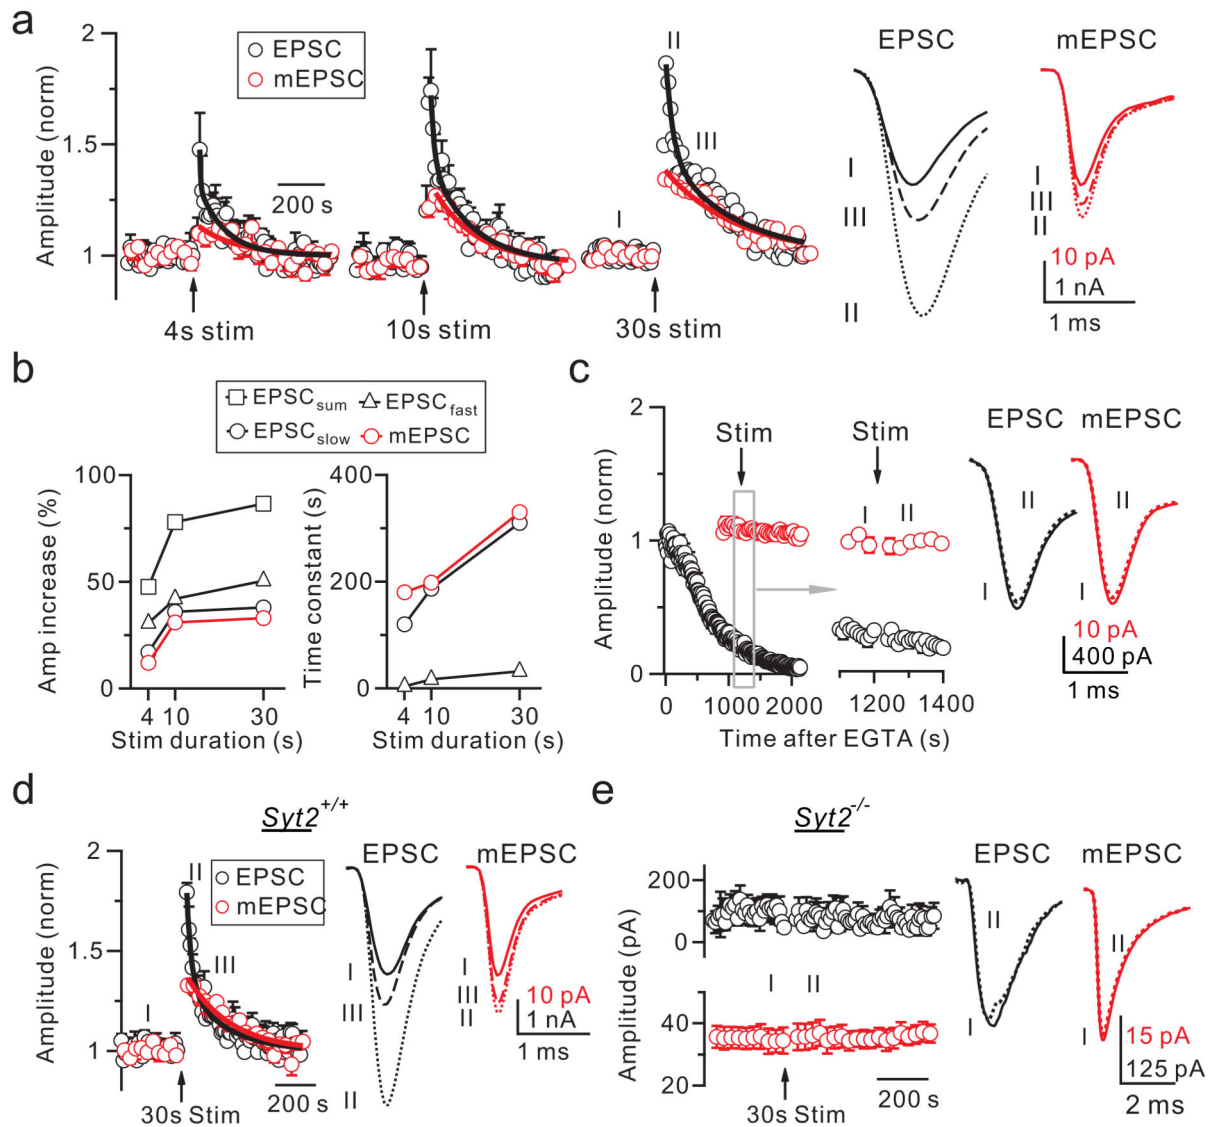 a
EPSC
mEPSC
Amplitude (norm)
2
1.5
1
200 s
4s stim
10s stim
30s stim
I
II
III
EPSC
mEPSC
I
III
II
I
III
II
10 pA
1 nA
1 ms
b
EPSCsum
EPSCfast
EPSCslow
mEPSC
Amp increase (%)
100
50
0
4
10
30
Stim duration (s)
Time constant (s)
400
200
0
4
10
30
Stim duration (s)
c
Amplitude (norm)
2
1
0
Stim
Stim
I
II
0
1000
2000
1200
1400
Time after EGTA (s)
EPSC
mEPSC
II
I
II
I
10 pA
400 pA
1 ms
d
Syt2+/+
Amplitude (norm)
2
1.5
1
II
EPSC
mEPSC
III
I
30s Stim
200 s
EPSC
mEPSC
I
III
II
I
III
II
10 pA
1 nA
1 ms
e
Syt2-/-
Amplitude (pA)
200
0
40
20
I
II
30s Stim
200 s
EPSC
mEPSC
II
I
II
I
15 pA
125 pA
2 ms